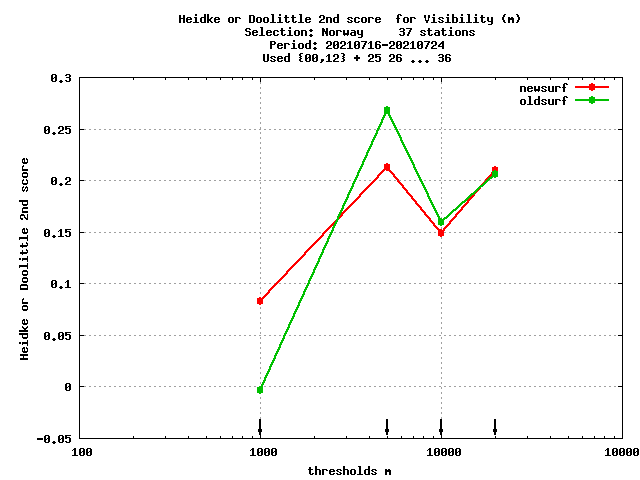 Heidke or Doolittle 2nd score  for Visibility (m)
Selection: Norway     37 stations
Period: 20210716-20210724
Used {00,12} + 25 26 ... 36
newsurf
oldsurf
0.3
0.25
0.2
0.15
0.1
0.05
0
-0.05
Heidke or Doolittle 2nd score
100
1000
10000
10000
thresholds m